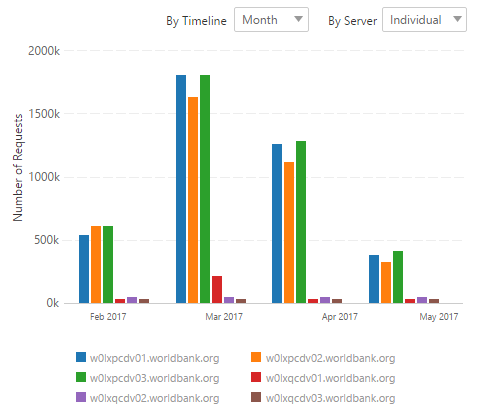 By Timeline Month By Server Individual
2000k
1500k
1000k
500k
0k
Number of Requests
Feb 2017 Mar 2017 Apr 2017 May 2017
w0lxpcdv01.worldbank.org w0lxpcdv02.worldbank.org
w0lxpcdv03.worldbank.org w0lxqcdv01.worldbank.org
w0lxqcdv02.worldbank.org w0lxqcdv03.worldbank.org